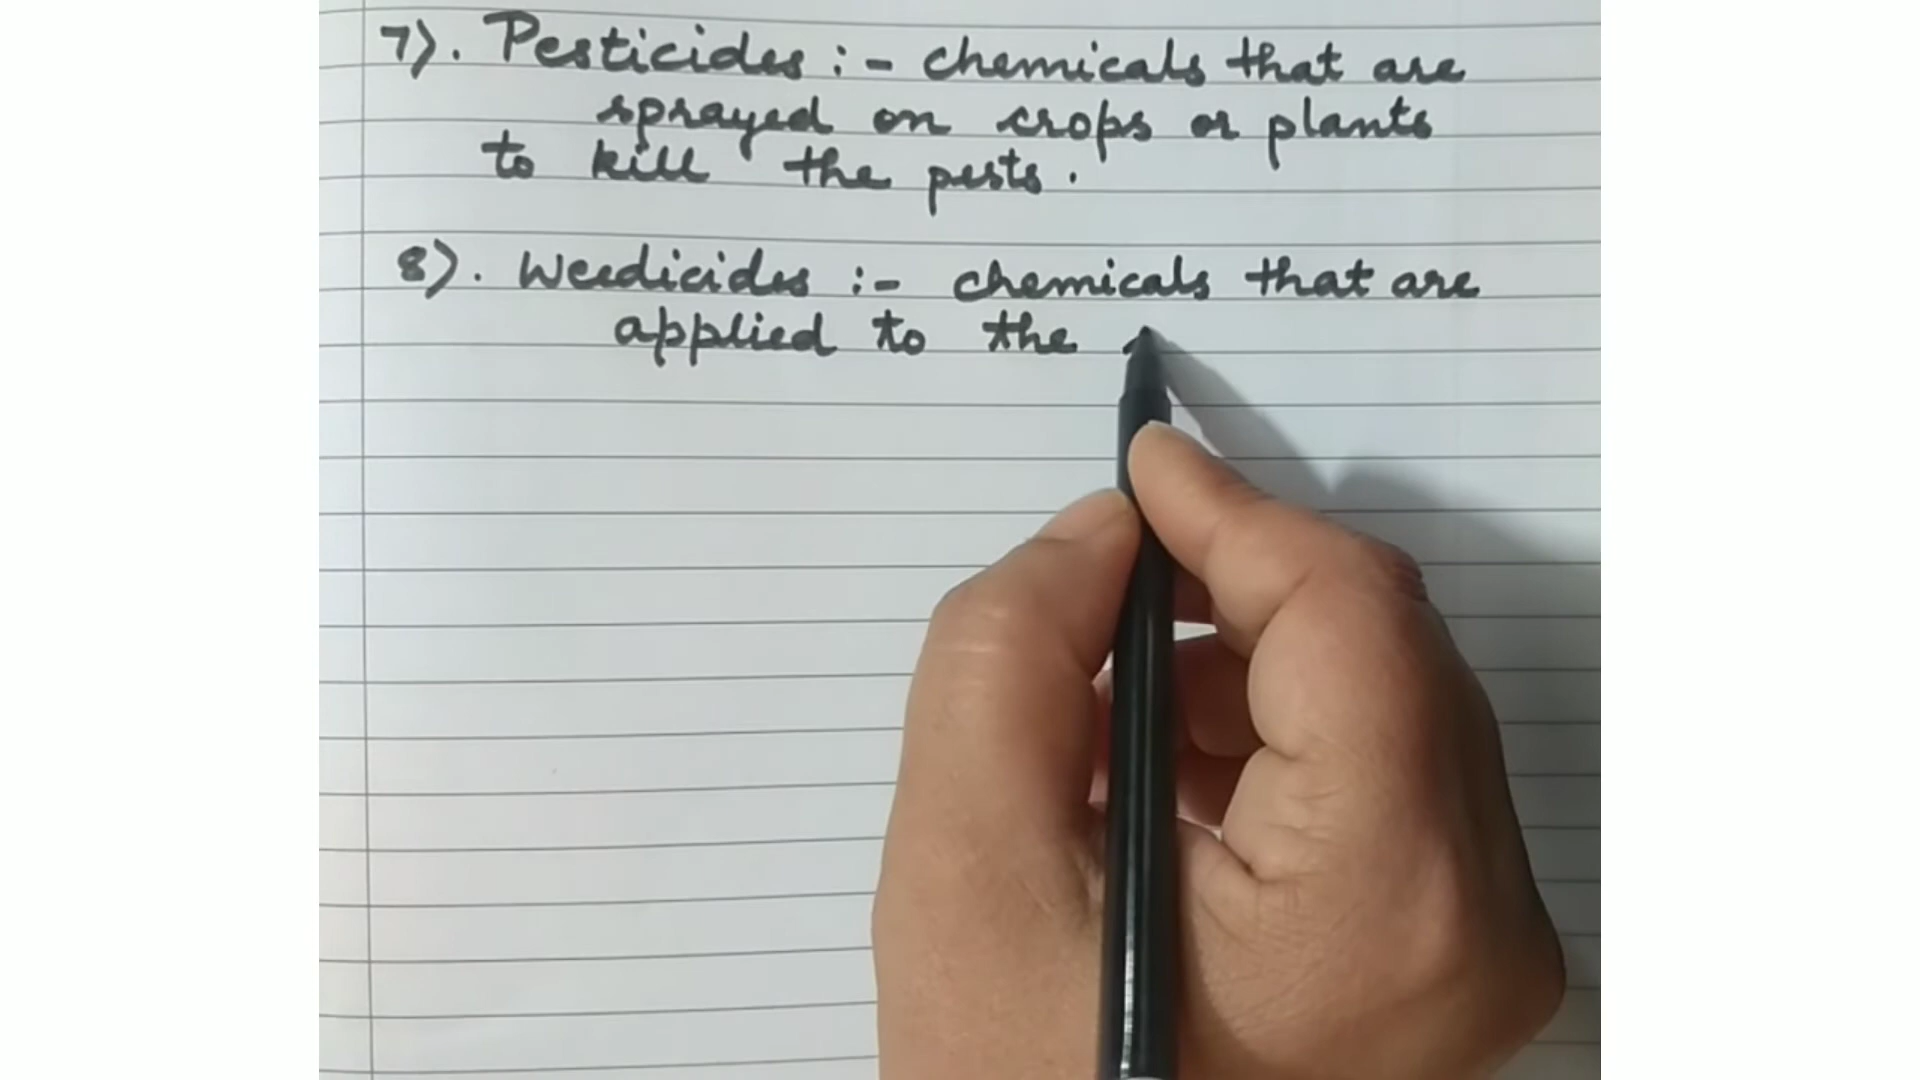 7). Pesticides :- chemicals that are
sprayed on crops or plants
to kill the pests.
8). Weedicides :- chemicals that are
applied to the